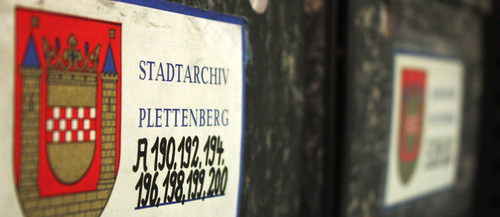 STADTARCHIV
PLETTENBERG
A 190, 192, 194.
196, 198, 199, 200